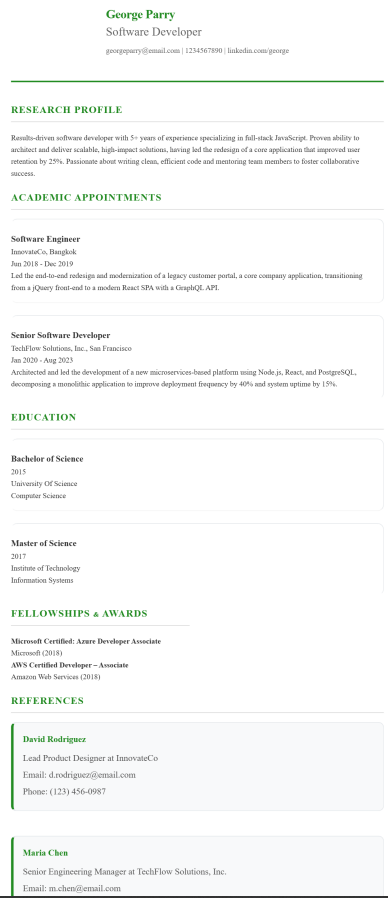 George Parry
Software Developer
georgeparry@email.com | 1234567890 | linkedin.com/george
RESEARCH PROFILE
Results-driven software developer with 5+ years of experience specializing in full-stack JavaScript. Proven ability to
architect and deliver scalable, high-impact solutions, having led the redesign of a core application that improved user
retention by 25%. Passionate about writing clean, efficient code and mentoring team members to foster collaborative
success.
ACADEMIC APPOINTMENTS
Software Engineer
InnovateCo, Bangkok
Jun 2018 - Dec 2019
Led the end-to-end redesign and modernization of a legacy customer portal, a core company application, transitioning
from a jQuery front-end to a modern React SPA with a GraphQL API.
Senior Software Developer
TechFlow Solutions, Inc., San Francisco
Jan 2020 - Aug 2023
Architected and led the development of a new microservices-based platform using Node.js, React, and PostgreSQL,
decomposing a monolithic application to improve deployment frequency by 40% and system uptime by 15%.
EDUCATION
Bachelor of Science
2015
University Of Science
Computer Science
Master of Science
2017
Institute of Technology
Information Systems
FELLOWSHIPS & AWARDS
Microsoft Certified: Azure Developer Associate
Microsoft (2018)
AWS Certified Developer – Associate
Amazon Web Services (2018)
REFERENCES
David Rodriguez
Lead Product Designer at InnovateCo
Email: d.rodriguez@email.com
Phone: (123) 456-0987
Maria Chen
Senior Engineering Manager at TechFlow Solutions, Inc.
Email: m.chen@email.com